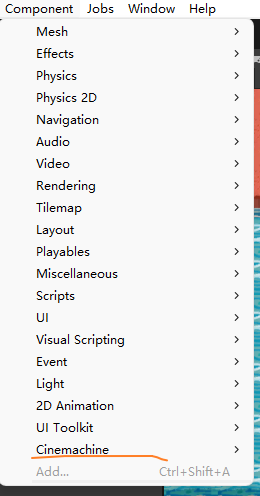 Component Jobs Window Help
Mesh
Effects
Physics
Physics 2D
Navigation
Audio
Video
Rendering
Tilemap
Layout
Playables
Miscellaneous
Scripts
UI
Visual Scripting
Event
Light
2D Animation
UI Toolkit
Cinemachine
Add... Ctrl+Shift+A